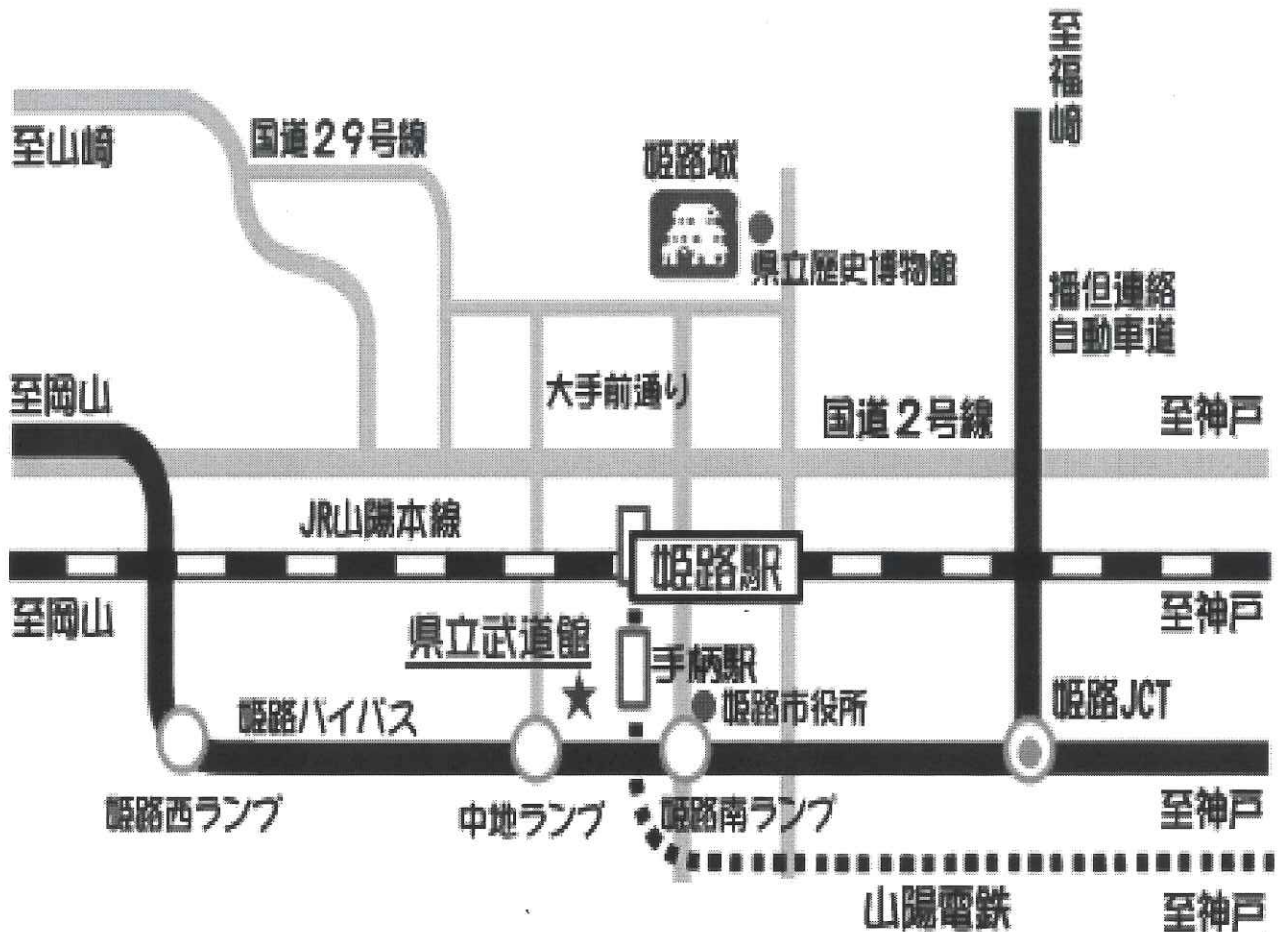 至福崎
至山崎
国道29号線
姫路城
県立歴史博物館
播但連絡
自動車道
至岡山
大手前通り
国道2号線
至神戸
JR山陽本線
姫路駅
至岡山
至神戸
県立武道館
手柄駅
姫路市役所
姫路JCT
姫路バイパス
姫路西ランプ
中地ランプ
姫路南ランプ
至神戸
山陽電鉄
至神戸